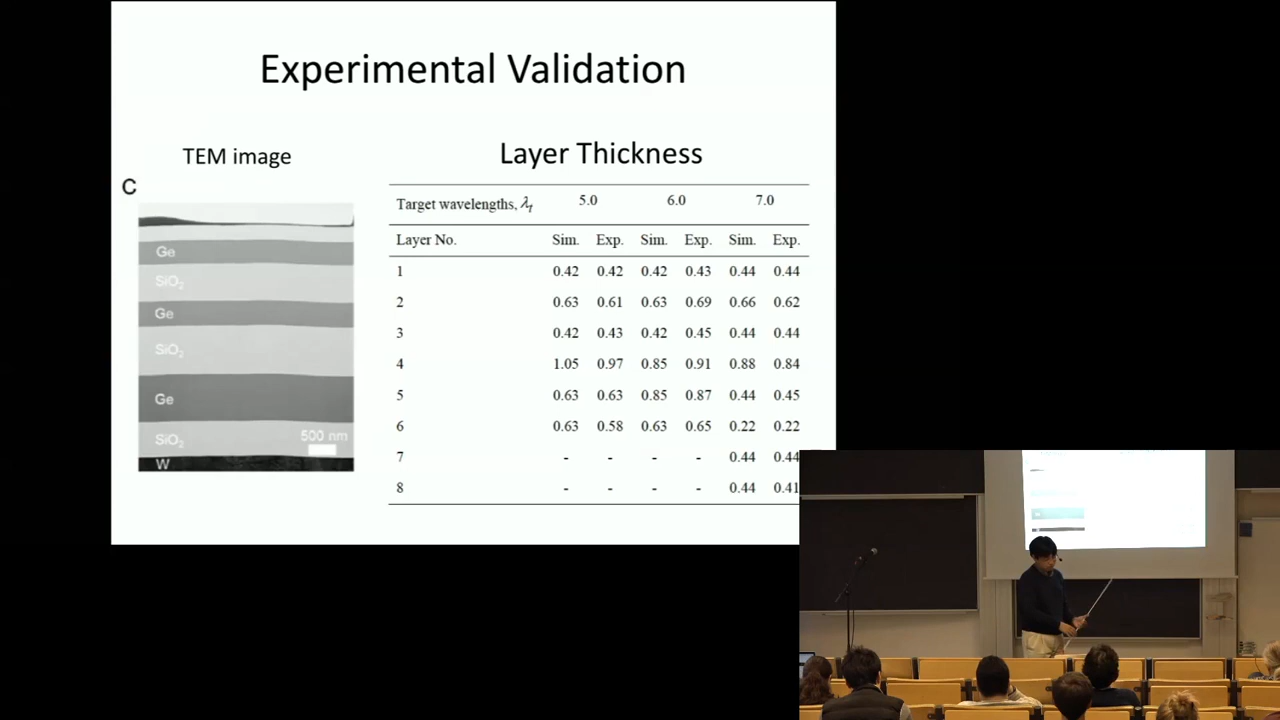 Experimental Validation
TEM image
C
Ge
SiO₂
Ge
SiO₂
Ge
SiO₂
500 nm
W
Layer Thickness
Target wavelengths, λₜ 5.0 6.0 7.0
Layer No. Sim. Exp. Sim. Exp. Sim. Exp.
1 0.42 0.42 0.42 0.43 0.44 0.44
2 0.63 0.61 0.63 0.69 0.66 0.62
3 0.42 0.43 0.42 0.45 0.44 0.44
4 1.05 0.97 0.85 0.91 0.88 0.84
5 0.63 0.63 0.85 0.87 0.44 0.45
6 0.63 0.58 0.63 0.65 0.22 0.22
7 - - - - 0.44 0.44
8 - - - - 0.44 0.41